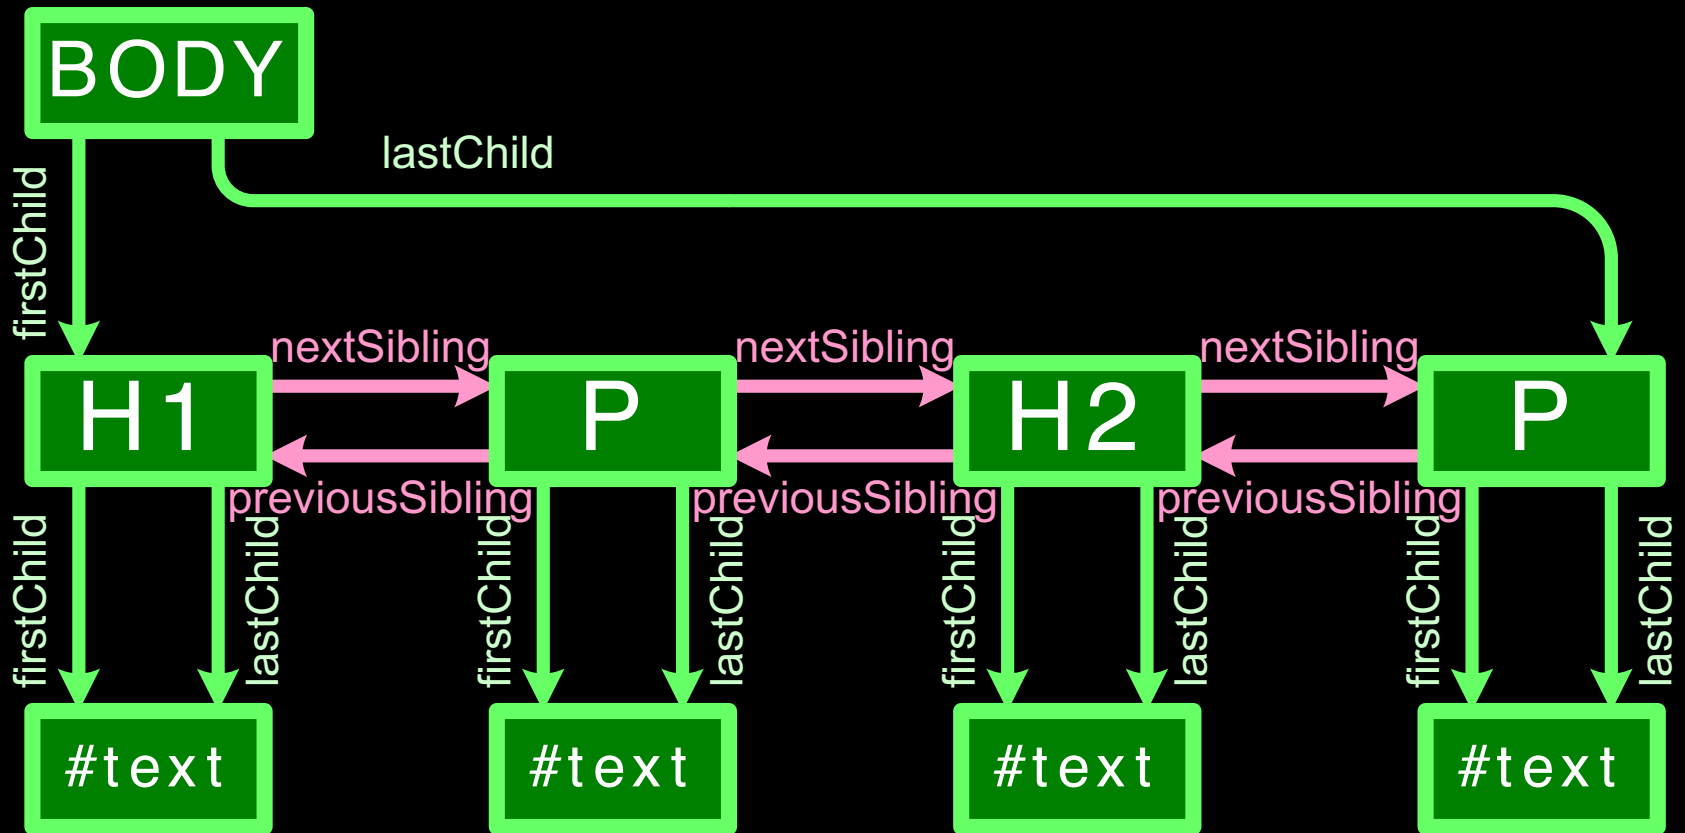 BODY
lastChild
firstChild
nextSibling nextSibling nextSibling
H1 P H2 P
previousSibling previousSibling previousSibling
firstChild lastChild firstChild lastChild firstChild lastChild firstChild lastChild
#text #text #text #text